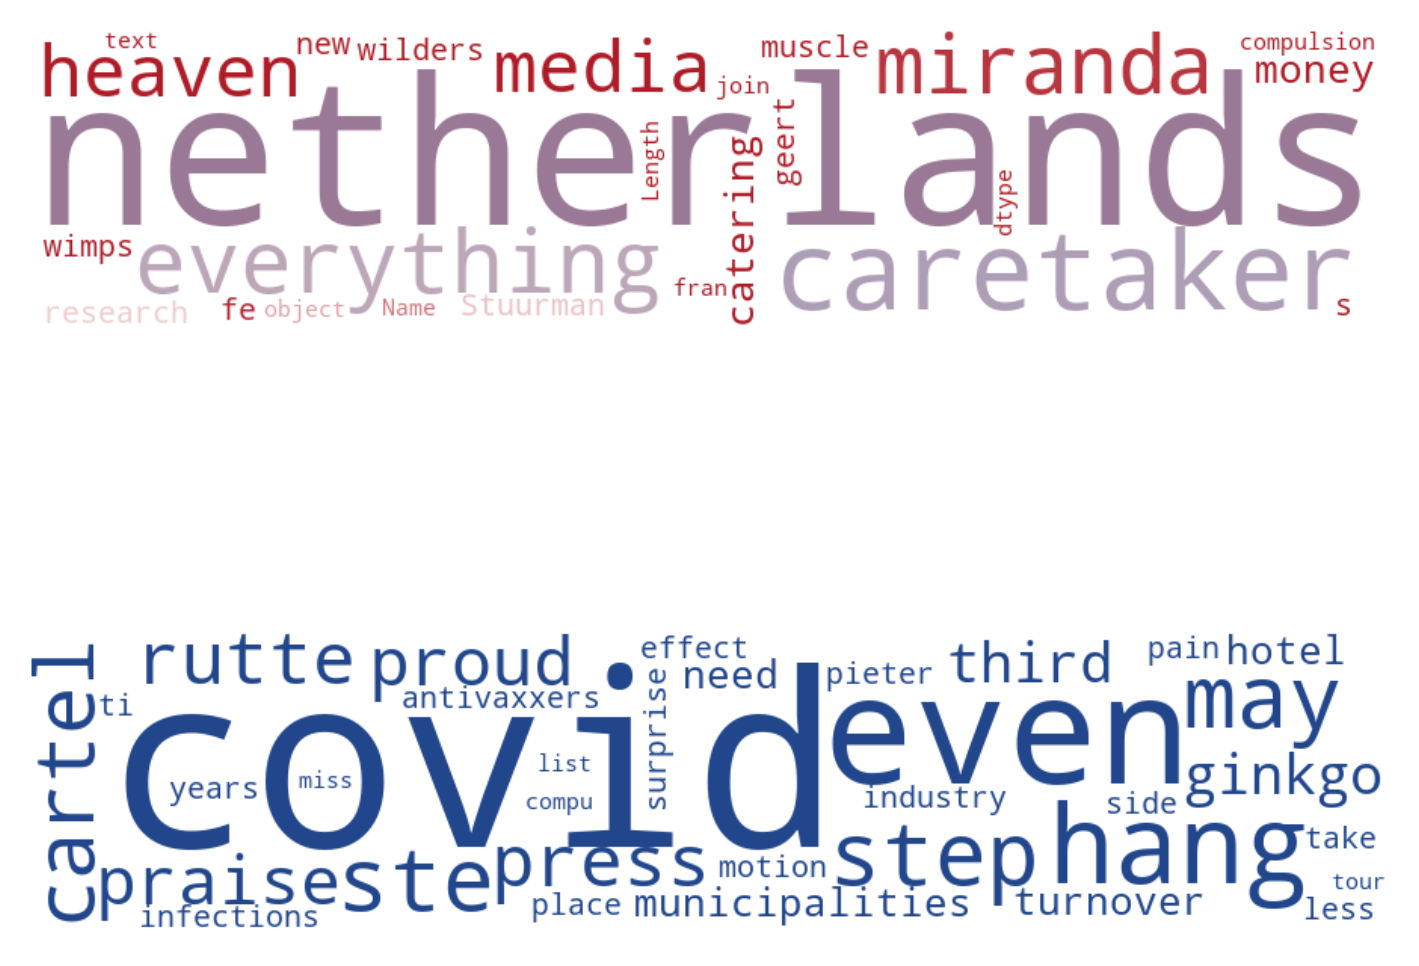 text
heaven
new
wilders
media
muscle
join
miranda
compulsion
money
netherlands
Length
catering
geert
dtype
wimps
everything
caretaker
research
fe
object
Name
Stuurman
fran
s
cartel
rutte
proud
effect
need
pieter
third
pain
hotel
ti
antivaxxers
surprise
covid
even
may
years
miss
list
compu
industry
side
ginkgo
praise
ste
press
motion
step
hang
take
tour
infections
place
municipalities
turnover
less